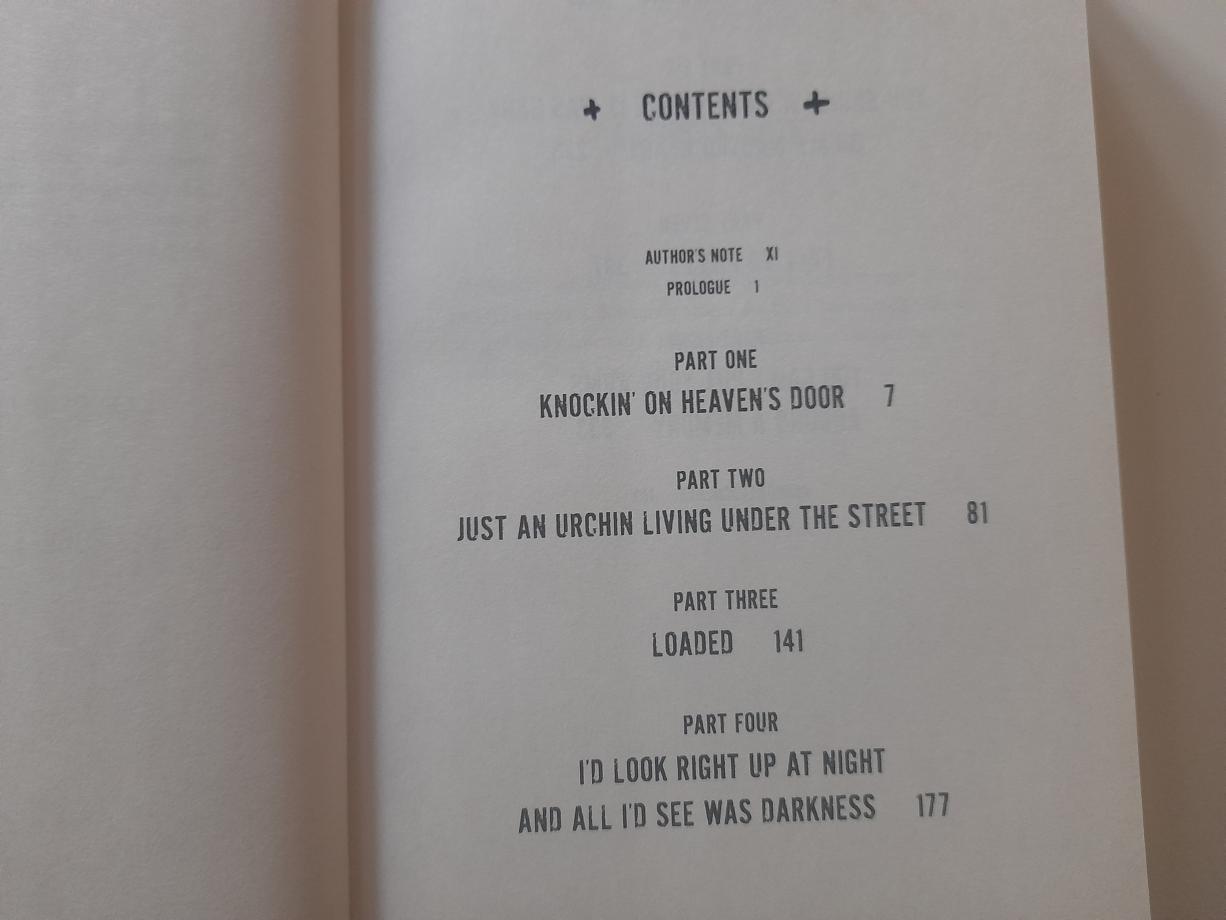 + CONTENTS +
AUTHOR'S NOTE XI
PROLOGUE 1
PART ONE
KNOCKIN' ON HEAVEN'S DOOR 7
PART TWO
JUST AN URCHIN LIVING UNDER THE STREET 81
PART THREE
LOADED 141
PART FOUR
I'D LOOK RIGHT UP AT NIGHT
AND ALL I'D SEE WAS DARKNESS 177